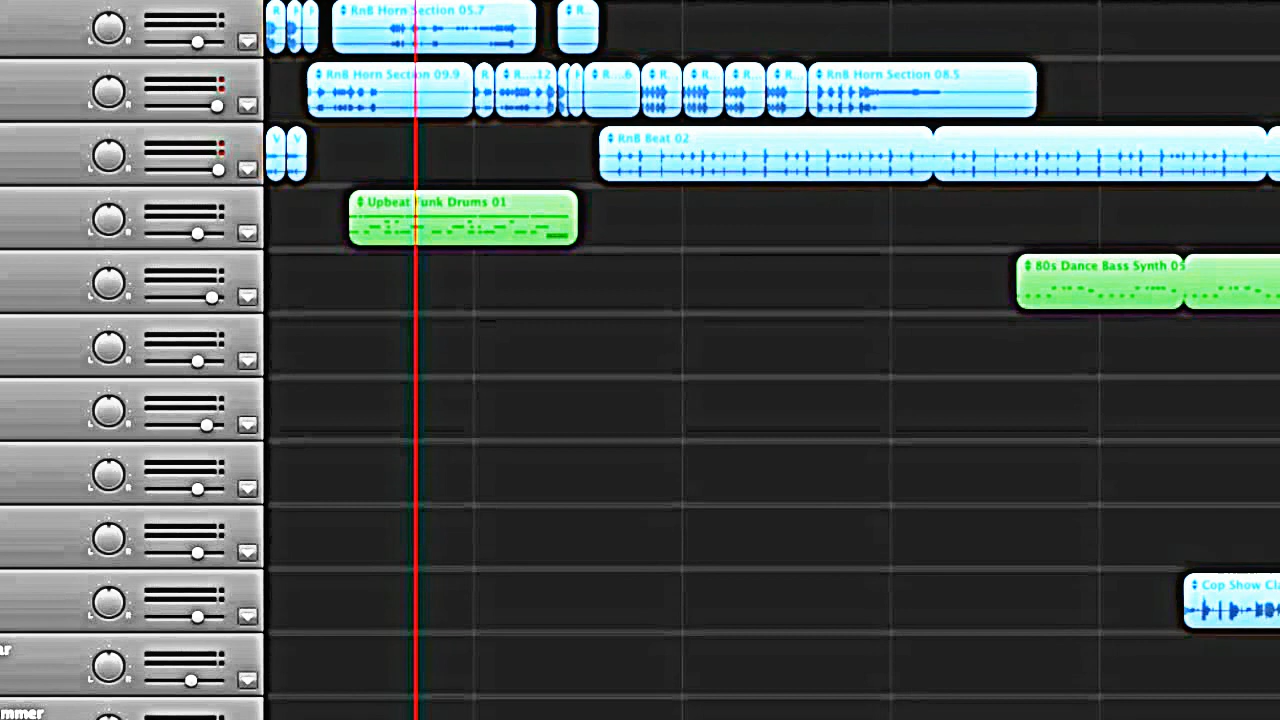 R R F RnB Horn Section 05.7 R..
RnB Horn Section 09.9 R R...12 F R...6 R.. R.. R.. R.. RnB Horn Section 08.5
V V RnB Beat 02
Upbeat Funk Drums 01
80s Dance Bass Synth 05
Cop Show Cla
ar
mmer